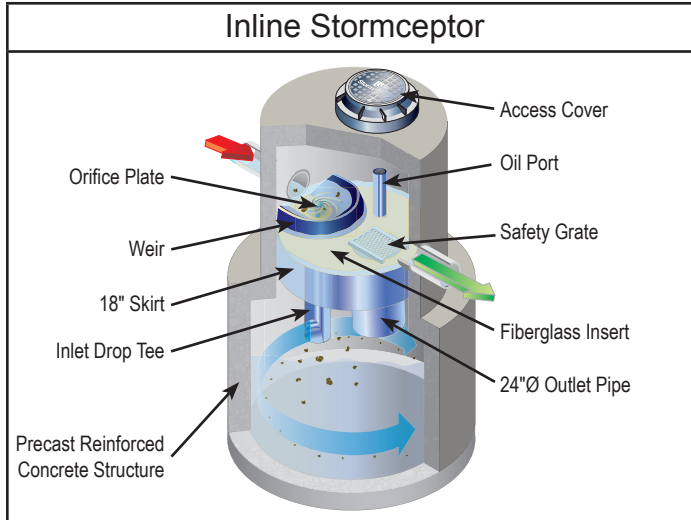 Inline Stormceptor
Access Cover
Oil Port
Orifice Plate
Safety Grate
Weir
18" Skirt
Fiberglass Insert
Inlet Drop Tee
24"Ø Outlet Pipe
Precast Reinforced
Concrete Structure